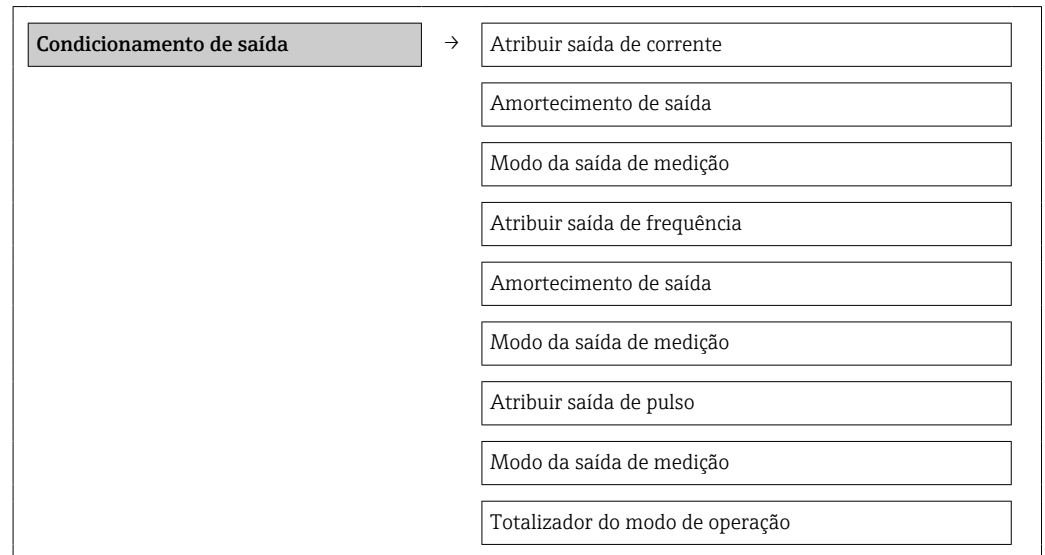 Condicionamento de saída → Atribuir saída de corrente
Amortecimento de saída
Modo da saída de medição
Atribuir saída de frequência
Amortecimento de saída
Modo da saída de medição
Atribuir saída de pulso
Modo da saída de medição
Totalizador do modo de operação